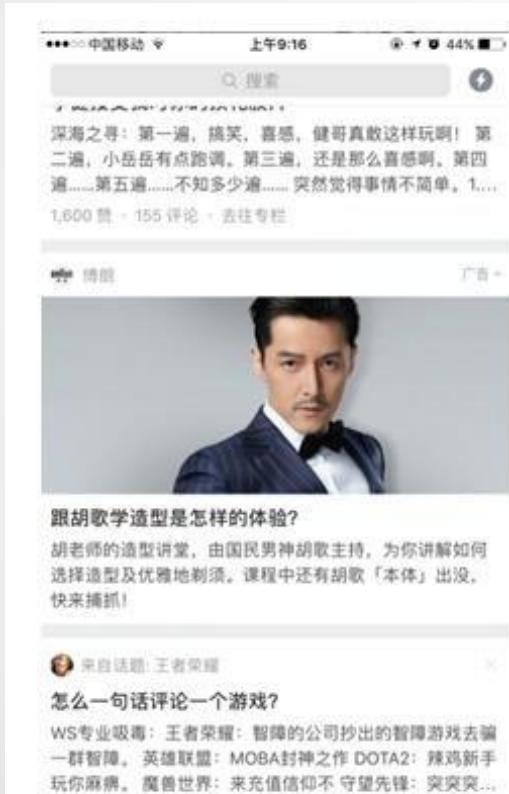 中国移动
上午9:16
44%
搜索
深海之寻：第一遍，搞笑，喜感，健哥真敢这样玩啊！ 第
二遍，小岳岳有点跑调。第三遍，还是那么喜感啊。第四
遍……第五遍……不知多少遍…… 突然觉得事情不简单。1....
1,600 赞 · 155 评论 · 去往专栏
博朗
广告
跟胡歌学造型是怎样的体验?
胡老师的造型讲堂，由国民男神胡歌主持，为你讲解如何
选择造型及优雅地剃须。课程中还有胡歌「本体」出没，
快来捕抓！
来自话题: 王者荣耀
怎么一句话评论一个游戏?
WS专业吸毒：王者荣耀：智障的公司抄出的智障游戏去骗
一群智障。 英雄联盟：MOBA封神之作 DOTA2：辣鸡新手
玩你麻痹。 魔兽世界：来充值信仰不 守望先锋：突突突...